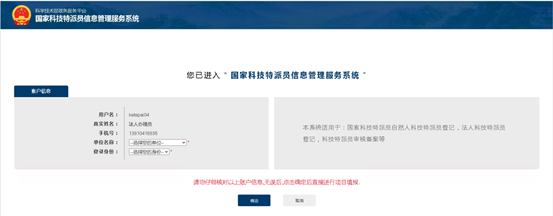 科学技术部政务服务平台
国家科技特派员信息管理服务系统
您已进入 " 国家科技特派员信息管理服务系统 "
账户信息
用户名：
真实姓名： 法人办理员
手机号：
单位名称： --选择您的单位-- *
登录身份： --选择您的身份-- *
本系统适用于：国家科技特派员自然人科技特派员登记，法人科技特派员
登记，科技特派员审核备案等
请您仔细核对以上账户信息,无误后,点击确定后直接进行项目填报.
确定 取消